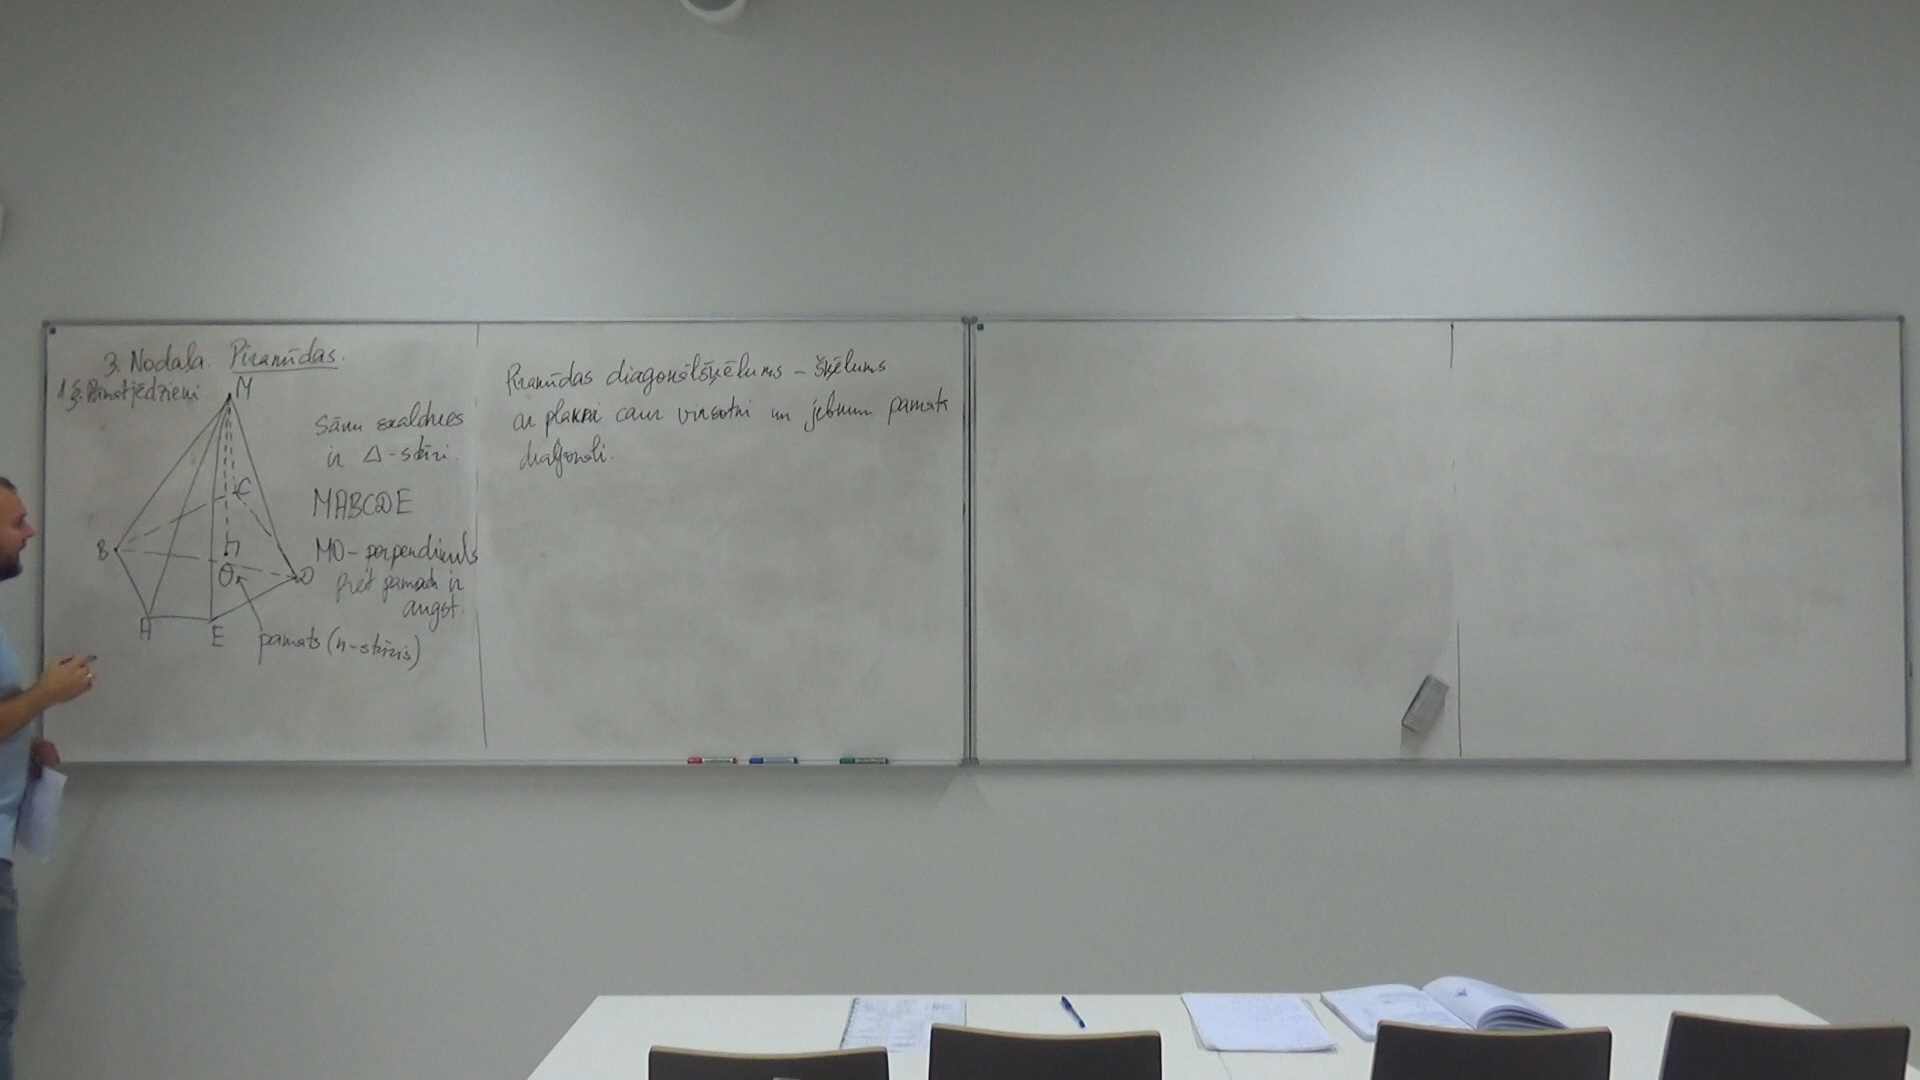 3. Nodaļa. Piramīdas.
1.§. Pamatjēdzieni
M
Sānu skaldnes
ir Δ-stūri.
MABCDE
C
B
O
D
MO-perpendikuls
pret pamatu ir
augst.
A
E
pamats (n-stūris)
Piramīdas diagonālšķēlums – šķēlums
ar plakni caur virsotni un jebkuru pamata
diagonāli.